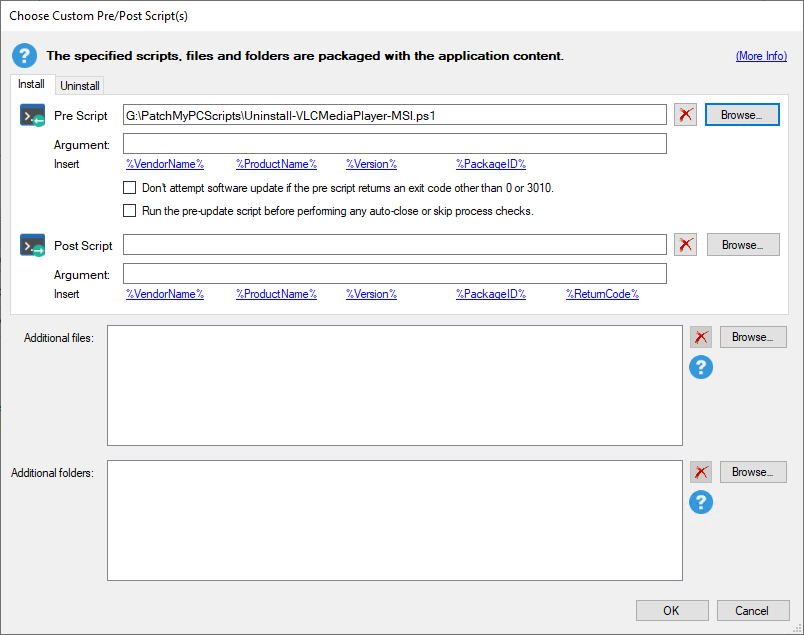 Choose Custom Pre/Post Script(s)
? The specified scripts, files and folders are packaged with the application content. (More Info)
Install Uninstall
Pre Script G:\PatchMyPCScripts\Uninstall-VLCMediaPlayer-MSI.ps1 Browse...
Argument:
Insert %VendorName% %ProductName% %Version% %PackageID%
Don't attempt software update if the pre script returns an exit code other than 0 or 3010.
Run the pre-update script before performing any auto-close or skip process checks.
Post Script Browse...
Argument:
Insert %VendorName% %ProductName% %Version% %PackageID% %ReturnCode%
Additional files: Browse...
?
Additional folders: Browse...
?
OK Cancel